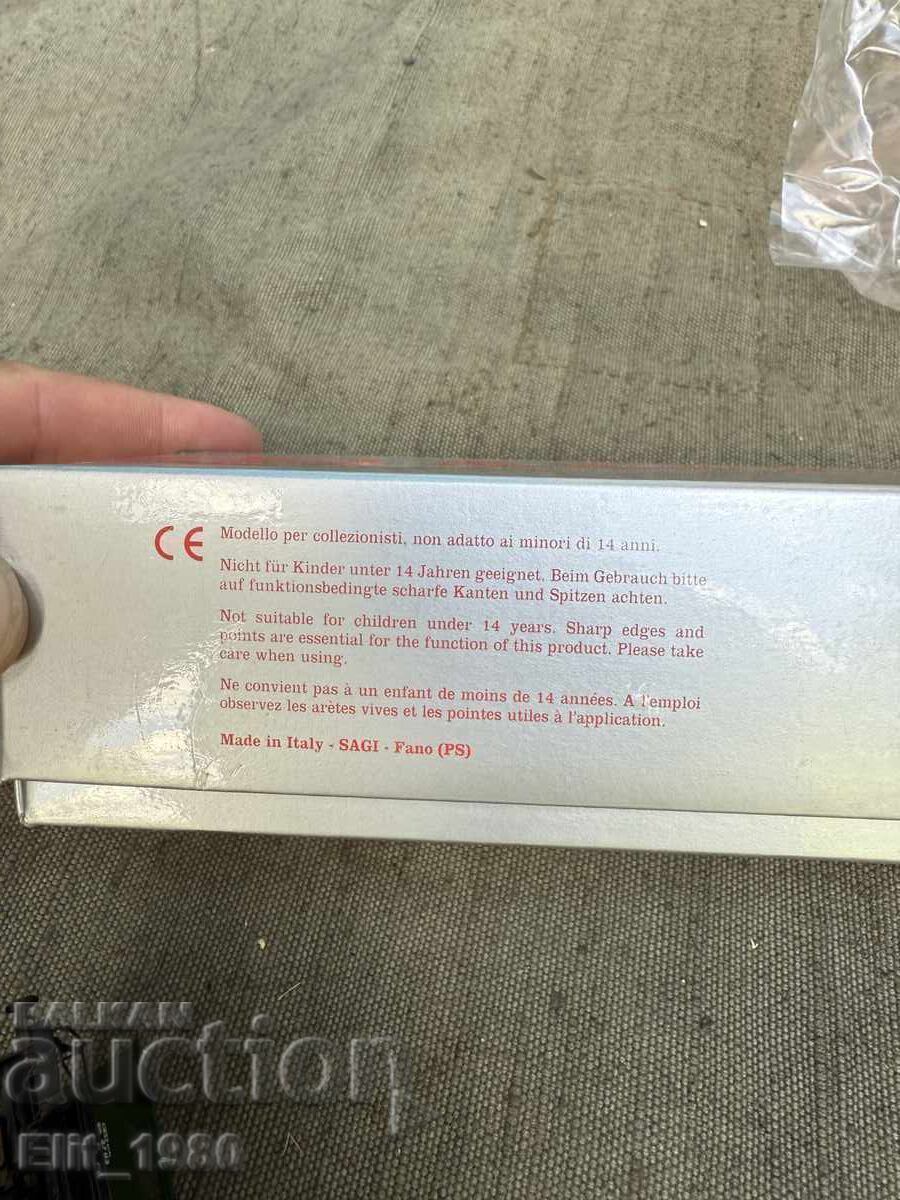 CE
Modello per collezionisti, non adatto ai minori di 14 anni.
Nicht für Kinder unter 14 Jahren geeignet. Beim Gebrauch bitte
auf funktionsbedingte scharfe Kanten und Spitzen achten.
Not suitable for children under 14 years. Sharp edges and
points are essential for the function of this product. Please take
care when using.
Ne convient pas à un enfant de moins de 14 années. A l'emploi
observez les arètes vives et les pointes utiles à l'application.
Made in Italy - SAGI - Fano (PS)
BALKAN
auction
Elit_1980